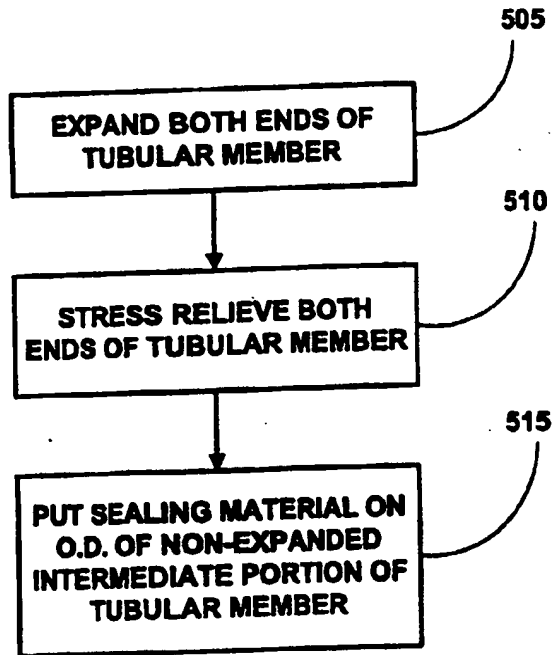 505
EXPAND BOTH ENDS OF
TUBULAR MEMBER
510
STRESS RELIEVE BOTH
ENDS OF TUBULAR MEMBER
515
PUT SEALING MATERIAL ON
O.D. OF NON-EXPANDED
INTERMEDIATE PORTION OF
TUBULAR MEMBER